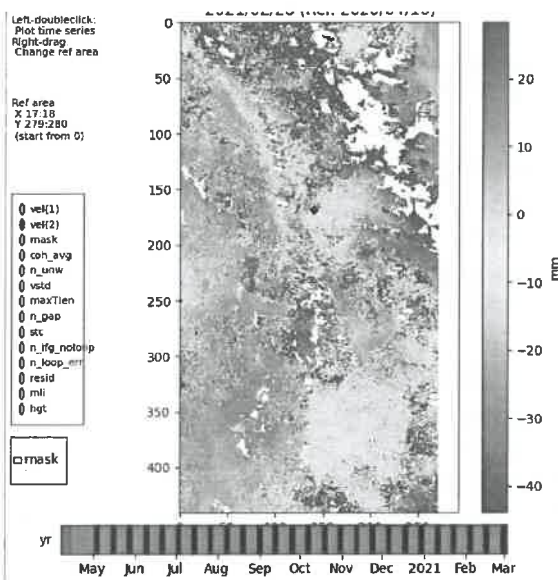 Left-doubleclick:
Plot time series
Right-drag
Change ref area
Ref area
X 17:18
Y 279:280
(start from 0)
vel(1)
vel(2)
mask
coh_avg
n_unw
vstd
maxTlen
n_gap
stc
n_ifg_noloop
n_loop_err
resid
mli
hgt
mask
0
50
100
150
200
250
300
350
400
20
10
0
−10
−20
−30
−40
mm
yr
May Jun Jul Aug Sep Oct Nov Dec 2021 Feb Mar